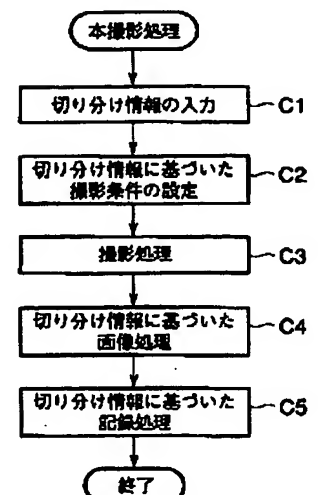 本撮影処理
切り分け情報の入力
C1
切り分け情報に基づいた
撮影条件の設定
C2
撮影処理
C3
切り分け情報に基づいた
画像処理
C4
切り分け情報に基づいた
記録処理
C5
終了